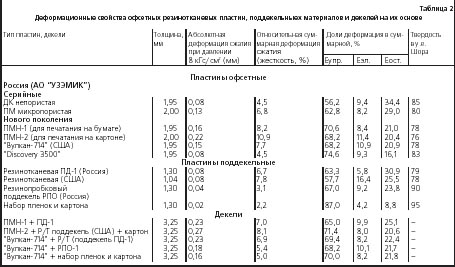 Таблица 2
Деформационные свойства офсетных резинотканевых пластин, поддекельных материалов и декелей на их основе
Тип пластин, декели Толщина, мм Абсолютная деформация сжатия при давлении 8 кГс/см² (мм) Относительная суммарная деформация сжатия (жесткость, %) Доли деформации в суммарной, % Твердость в у.е. Шора
Еупр. Еэл. Еост.
Пластины офсетные
Россия (АО "УЗЭМИК")
Серийные
ДК непористая 1,95 0,08 4,5 56,2 9,4 34,4 85
ПМ микропористая 2,00 0,13 6,8 62,8 8,2 29,0 80
Нового поколения
ПМН-1 (для печатания на бумаге) 1,95 0,16 8,2 70,6 8,4 21,0 78
ПМН-2 (для печатания на картоне) 2,00 0,22 10,9 68,2 11,4 20,4 76
"Вулкан-714" (США) 1,95 0,15 7,7 68,2 10,9 20,9 78
"Discovery 3500" 1,95 0,08 4,5 74,6 9,3 16,1 83
Пластины поддекельные
Резинотканевая ПД-1 (Россия) 1,30 0,08 6,7 63,3 5,8 30,9 79
Резинотканевая (США) 1,04 0,08 7,8 57,7 16,4 25,5 78
Резинопробковый 1,30 0,04 3,1 67,0 9,2 23,8 90
поддекель РПО (Россия)
Набор пленок и картона 1,30 0,02 2,2 87,0 4,2 8,8 95
Декели
ПМН-1 + ПД-1 3,25 0,23 7,0 65,0 9,9 25,1 –
ПМН-2 + Р/Т поддекель (США) + картон 3,25 0,27 8,1 71,4 8,0 20,6 –
"Вулкан-714" + Р/Т (поддекель ПД-1) 3,25 0,23 6,9 69,4 8,2 22,4 –
"Вулкан-714" + РПО-1 3,25 0,18 5,4 68,2 10,1 21,7 –
"Вулкан-714" + набор пленок и картона 3,25 0,16 5,0 70,0 8,2 21,8 –